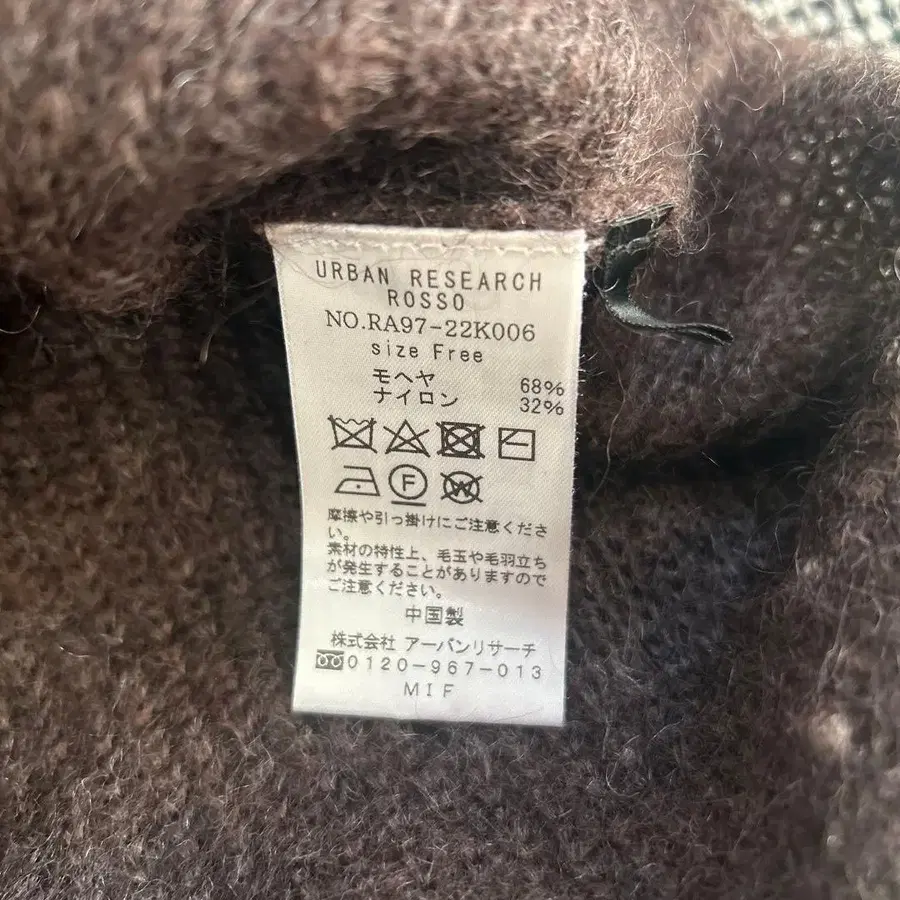 URBAN RESEARCH
ROSSO
NO.RA97-22K006
size Free
モヘヤ 68%
ナイロン 32%
F
W
摩擦や引っ掛けにご注意くださ
い。
素材の特性上、毛玉や毛羽立ち
が発生することがありますので
ご注意ください。
中国製
株式会社 アーバンリサーチ
0120-967-013
MIF